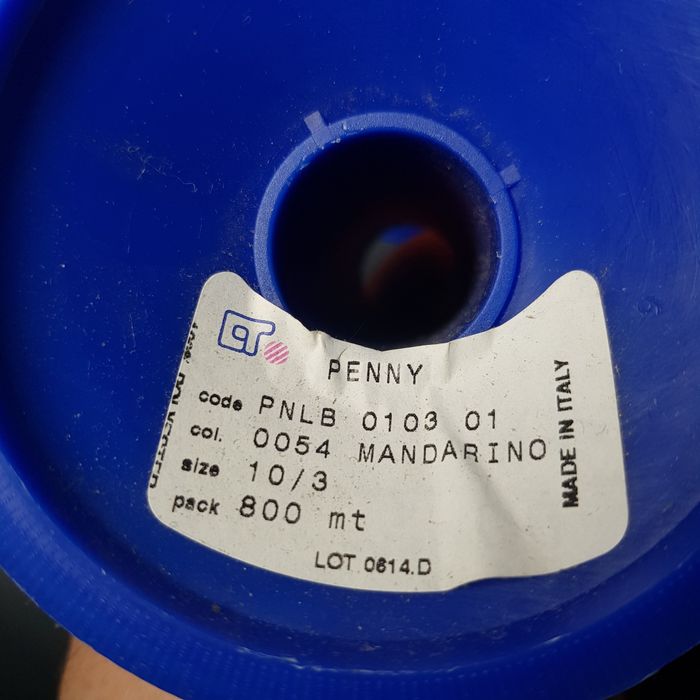 CT
PENNY
code PNLB 0103 01
col. 0054 MANDARINO
size 10/3
pack 800 mt
LOT 0614.D
MADE IN ITALY